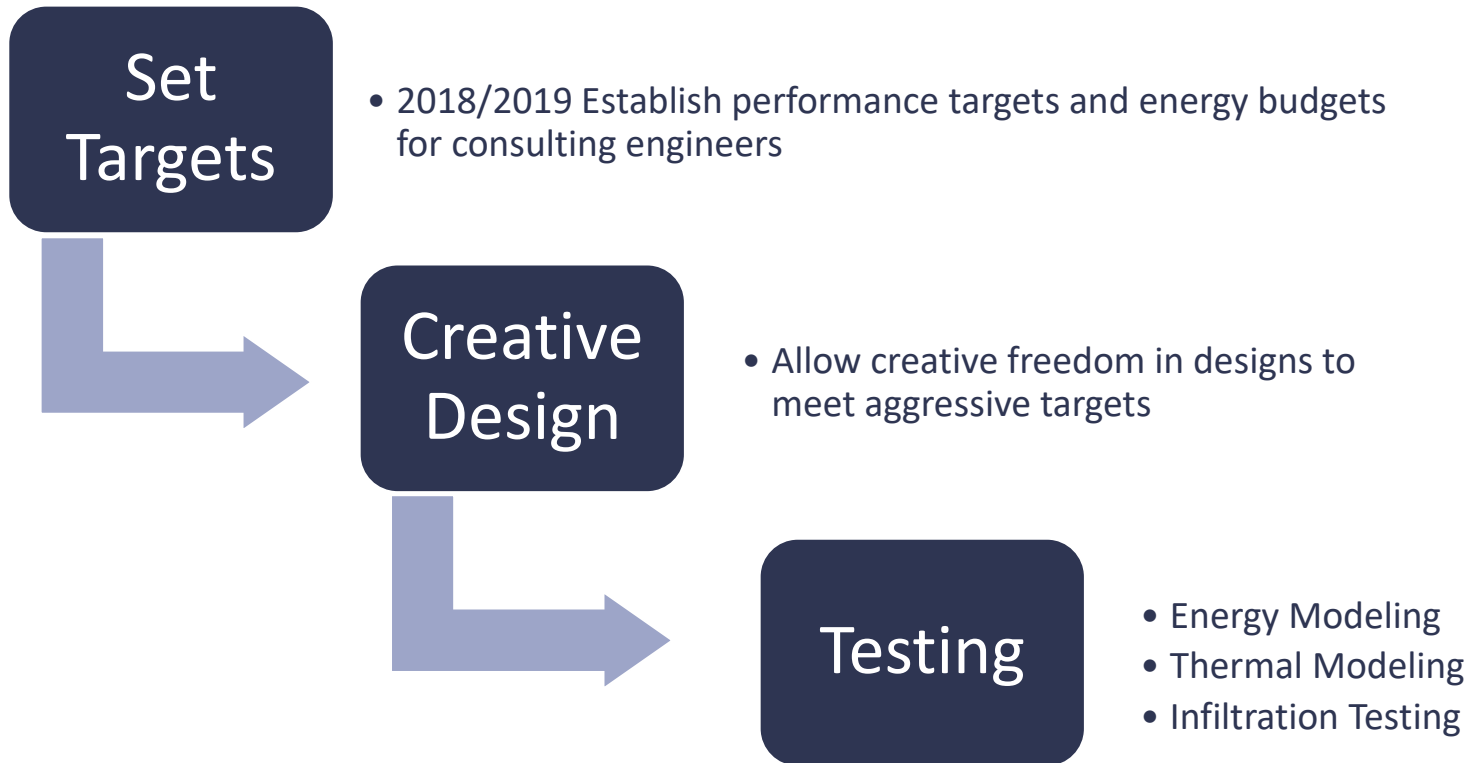 Set
Targets
• 2018/2019 Establish performance targets and energy budgets
for consulting engineers
Creative
Design
• Allow creative freedom in designs to
meet aggressive targets
Testing
• Energy Modeling
• Thermal Modeling
• Infiltration Testing